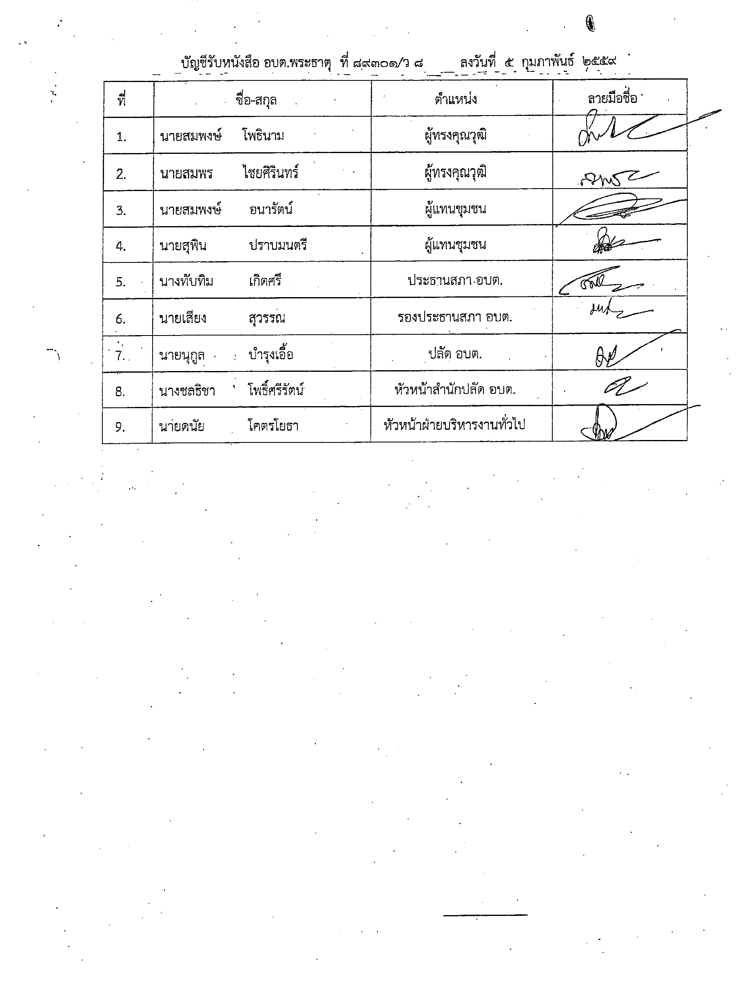 บัญชีรับหนังสือ อบต.พระธาตุ ที่ ๘๙๓๐๑/ว ๘ ลงวันที่ ๕ กุมภาพันธ์ ๒๕๕๙
ที่ ชื่อ-สกุล ตำแหน่ง ลายมือชื่อ
1. นายสมพงษ์ โพธินาม ผู้ทรงคุณวุฒิ
2. นายสมพร ไชยศิรินทร์ ผู้ทรงคุณวุฒิ
3. นายสมพงษ์ อนารัตน์ ผู้แทนชุมชน
4. นายสุพิน ปราบมนตรี ผู้แทนชุมชน
5. นางทับทิม เกิดศรี ประธานสภา อบต.
6. นายเสียง สุวรรณ รองประธานสภา อบต.
7. นายนุกูล บำรุงเอื้อ ปลัด อบต.
8. นางชลธิชา โพธิ์ศรีรัตน์ หัวหน้าสำนักปลัด อบต.
9. นายดนัย โคตรโยธา หัวหน้าฝ่ายบริหารงานทั่วไป